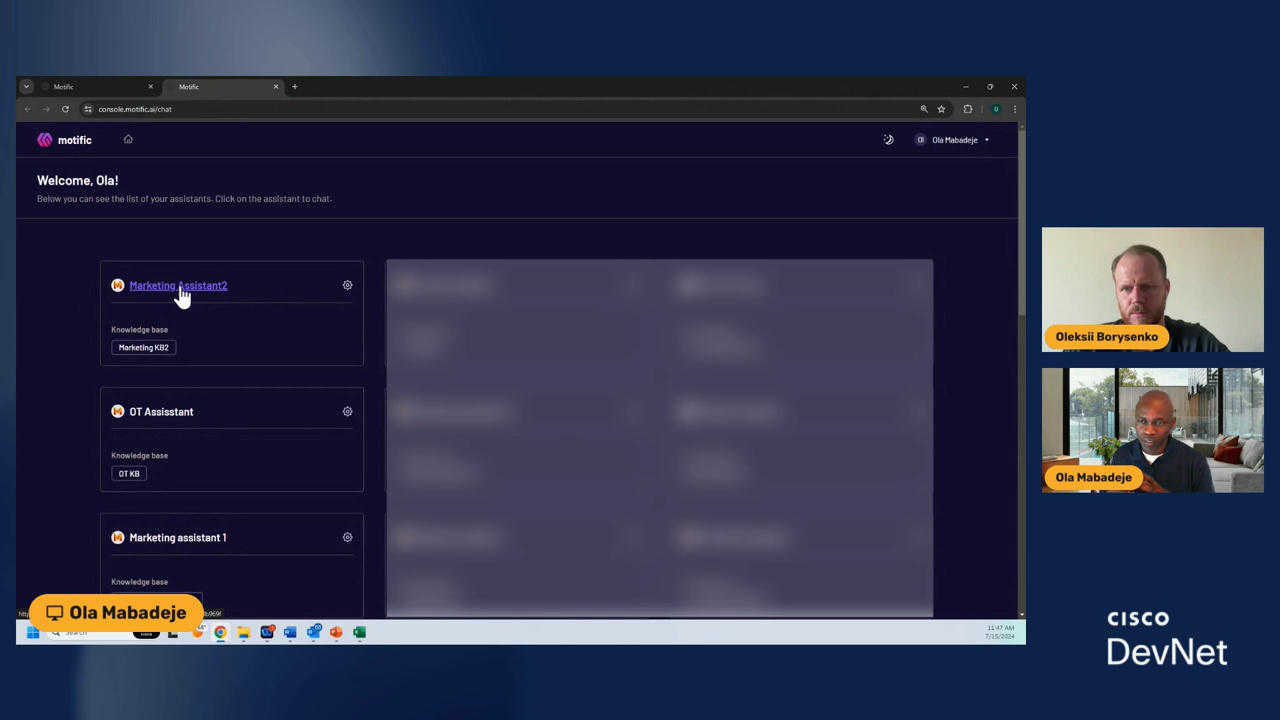 Motific
Motific
console.motific.ai/chat
motific
Ola Mabadeje
Welcome, Ola!
Below you can see the list of your assistants. Click on the assistant to chat.
Marketing Assistant2
Knowledge base
Marketing KB2
OT Assisstant
Knowledge base
OT KB
Marketing assistant 1
Knowledge base
Oleksii Borysenko
Ola Mabadeje
Ola Mabadeje
Search
11:47 AM
7/15/2024
CISCO
DevNet